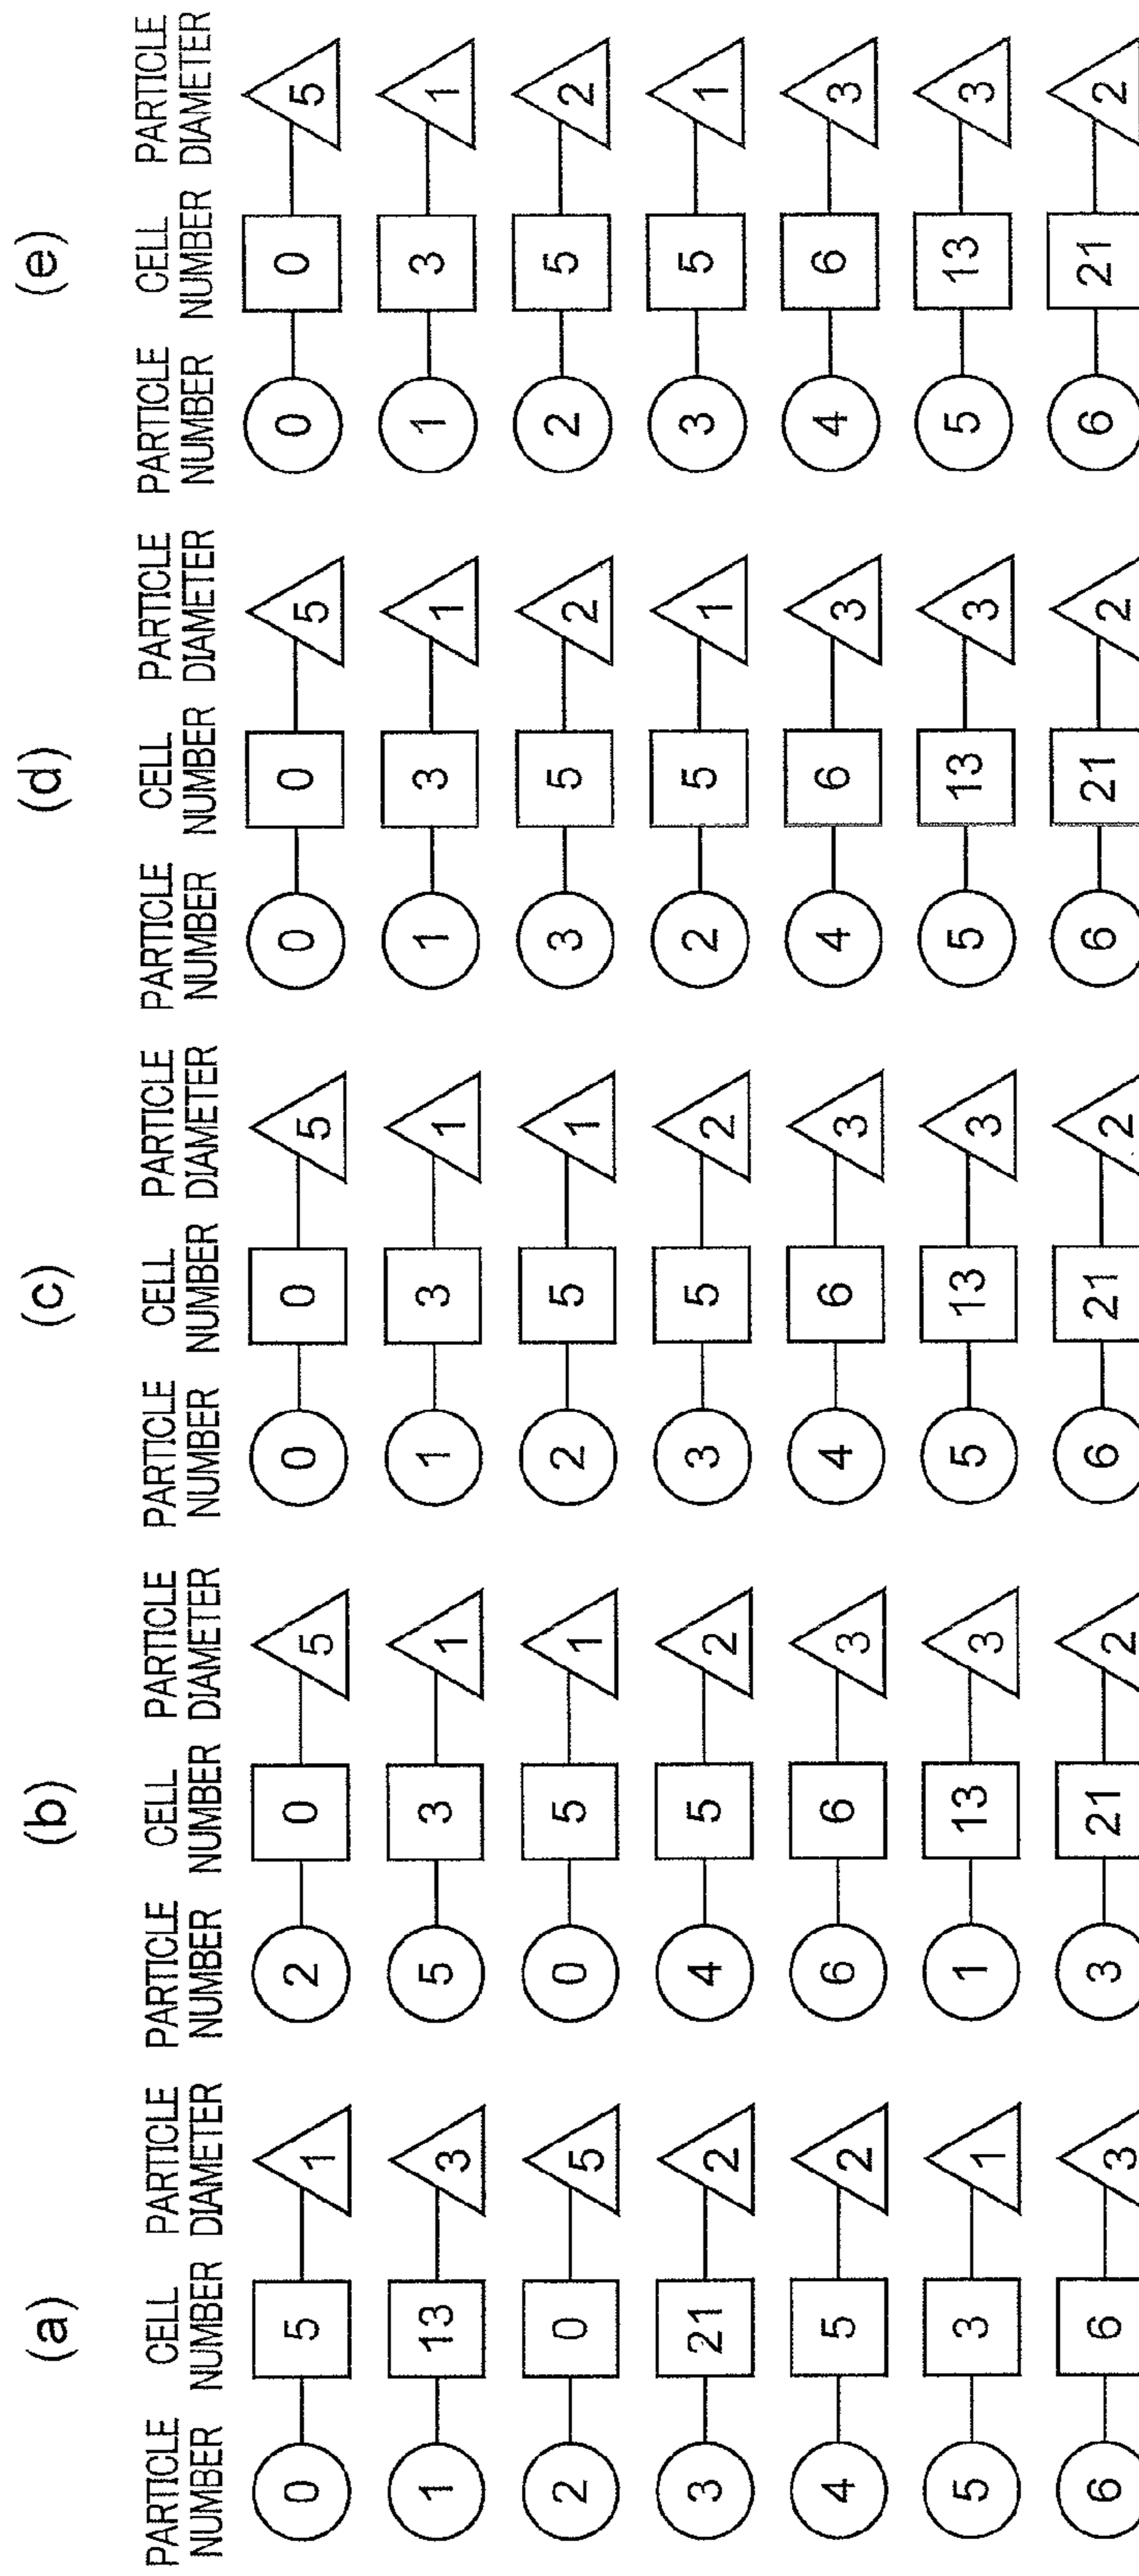 (a)
PARTICLE CELL PARTICLE
NUMBER NUMBER DIAMETER
0 5 1
1 13 3
2 0 5
3 21 2
4 5 2
5 3 1
6 6 3
(b)
PARTICLE CELL PARTICLE
NUMBER NUMBER DIAMETER
2 0 5
5 3 1
0 5 1
4 5 2
6 6 3
1 13 3
3 21 2
(c)
PARTICLE CELL PARTICLE
NUMBER NUMBER DIAMETER
0 0 5
1 3 1
2 5 1
3 5 2
4 6 3
5 13 3
6 21 2
(d)
PARTICLE CELL PARTICLE
NUMBER NUMBER DIAMETER
0 0 5
1 3 1
3 5 2
2 5 1
4 6 3
5 13 3
6 21 2
(e)
PARTICLE CELL PARTICLE
NUMBER NUMBER DIAMETER
0 0 5
1 3 1
2 5 2
3 5 1
4 6 3
5 13 3
6 21 2